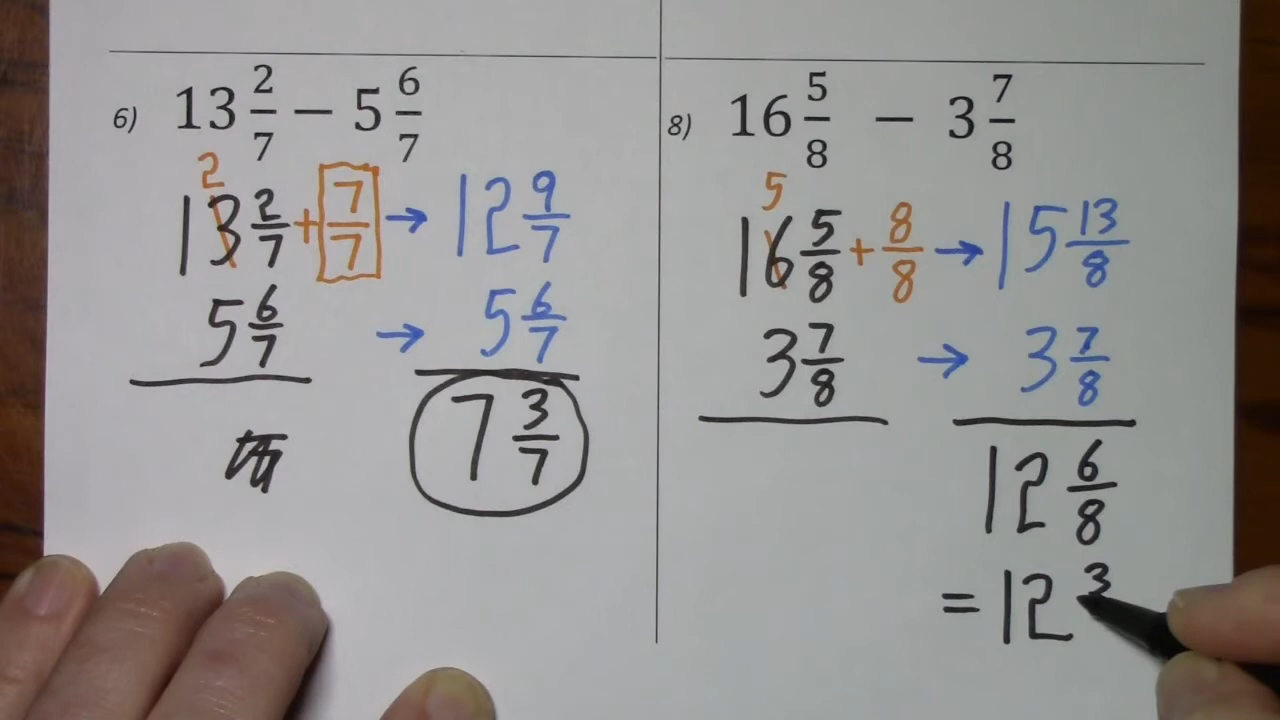 6) 13 2/7 − 5 6/7
2
13 2/7 + 7/7 → 12 9/7
5 6/7 → 5 6/7
7 3/7
8) 16 5/8 − 3 7/8
5
16 5/8 + 8/8 → 15 13/8
3 7/8 → 3 7/8
12 6/8
= 12 3